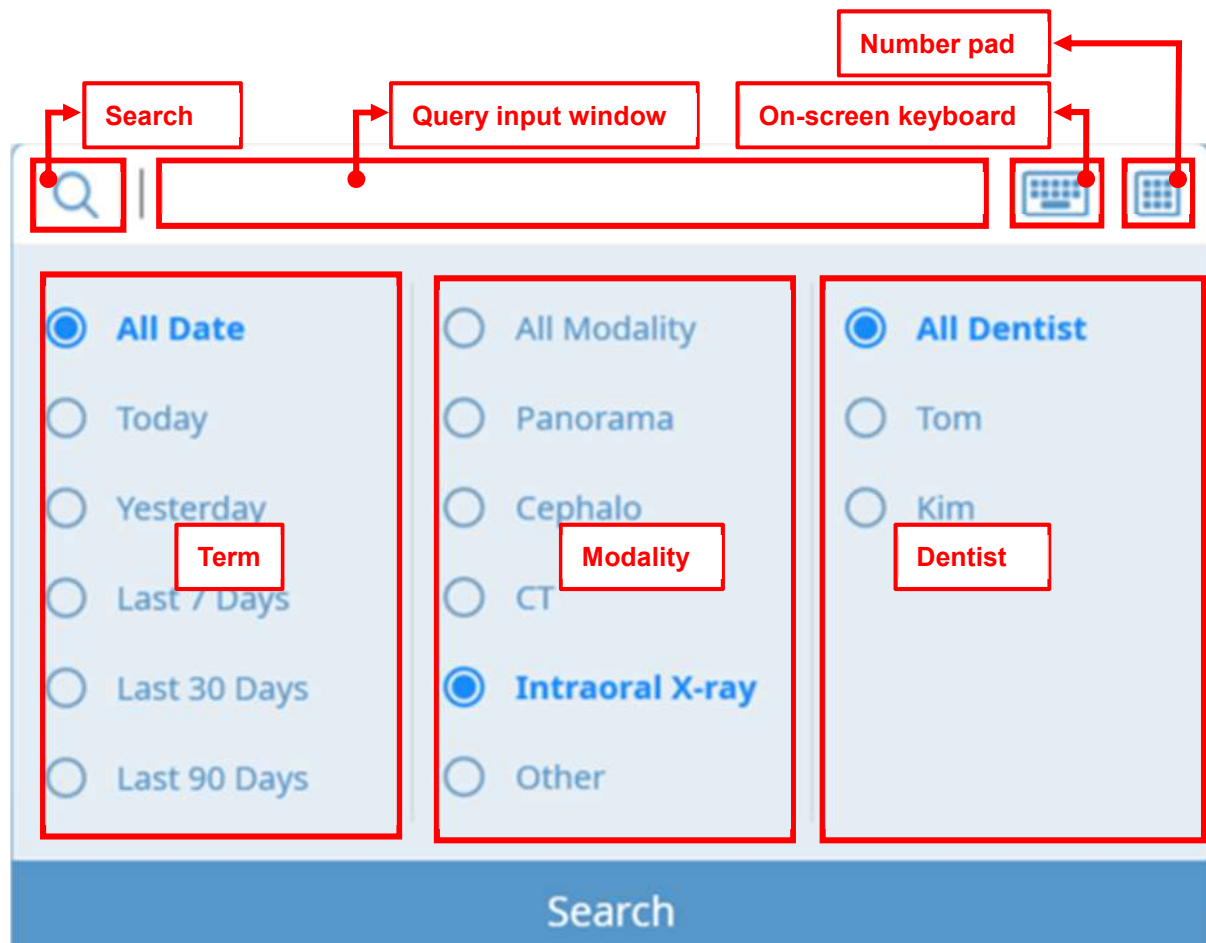 Number pad
Search
Query input window
On-screen keyboard
All Date
Today
Yesterday
Last 7 Days
Last 30 Days
Last 90 Days
Term
All Modality
Panorama
Cephalo
CT
Intraoral X-ray
Other
Modality
All Dentist
Tom
Kim
Dentist
Search